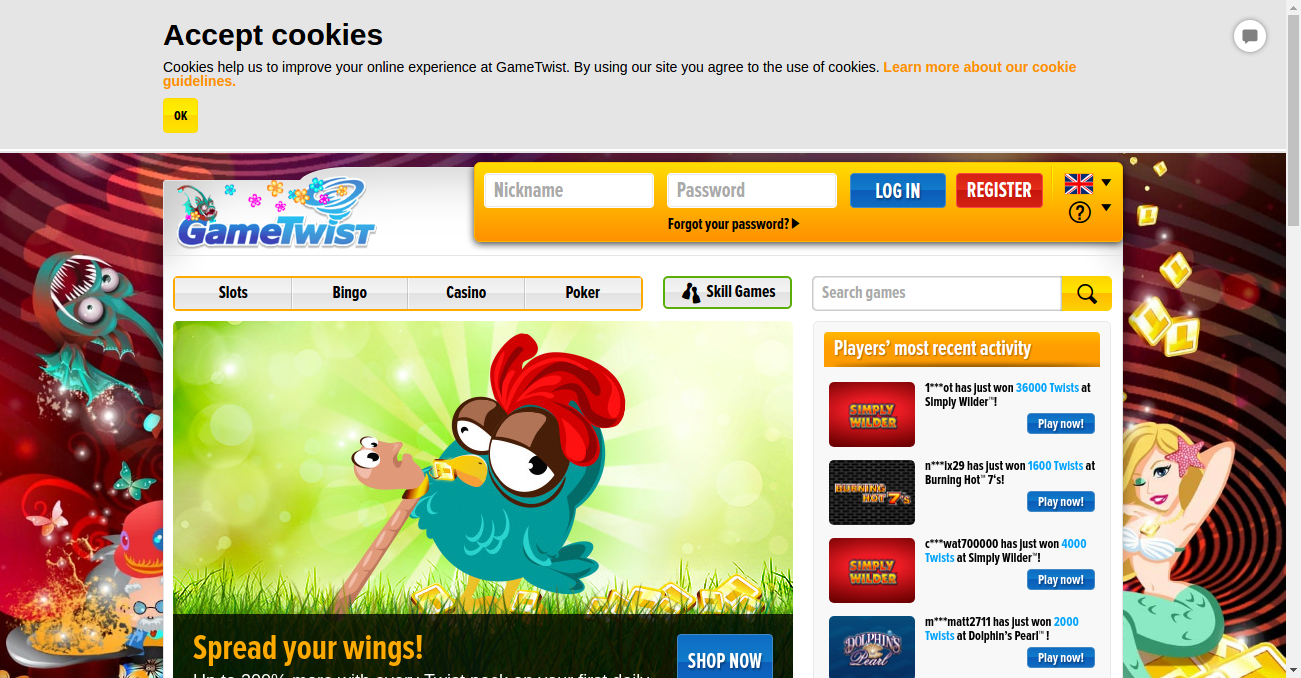 Accept cookies
Cookies help us to improve your online experience at GameTwist. By using our site you agree to the use of cookies. Learn more about our cookie
guidelines.
OK
GameTwist
Nickname
Password
LOG IN
REGISTER
Forgot your password?
?
Slots
Bingo
Casino
Poker
Skill Games
Search games
Players’ most recent activity
SIMPLY
WILDER
1***ot has just won 36000 Twists at
Simply Wilder™!
Play now!
BURNING
HOT 7's
n***lx29 has just won 1600 Twists at
Burning Hot™ 7's!
Play now!
SIMPLY
WILDER
c***wat700000 has just won 4000
Twists at Simply Wilder™!
Play now!
DOLPHIN'S
Pearl
m***matt2711 has just won 2000
Twists at Dolphin's Pearl™ !
Play now!
Spread your wings!
SHOP NOW